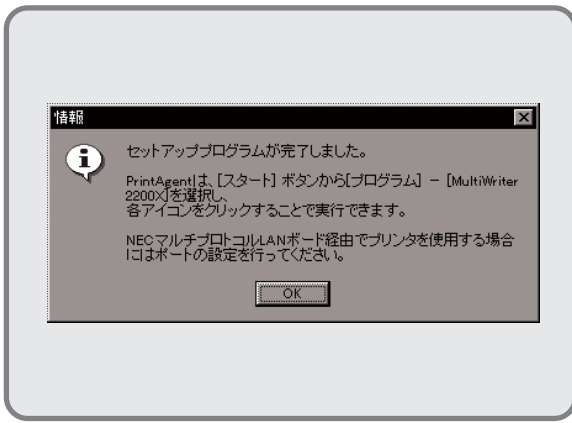 情報
セットアッププログラムが完了しました。
PrintAgentは、[スタート] ボタンから[プログラム] － [MultiWriter
2200X]を選択し、
各アイコンをクリックすることで実行できます。
NECマルチプロトコルLANボード経由でプリンタを使用する場合
にはポートの設定を行ってください。
OK